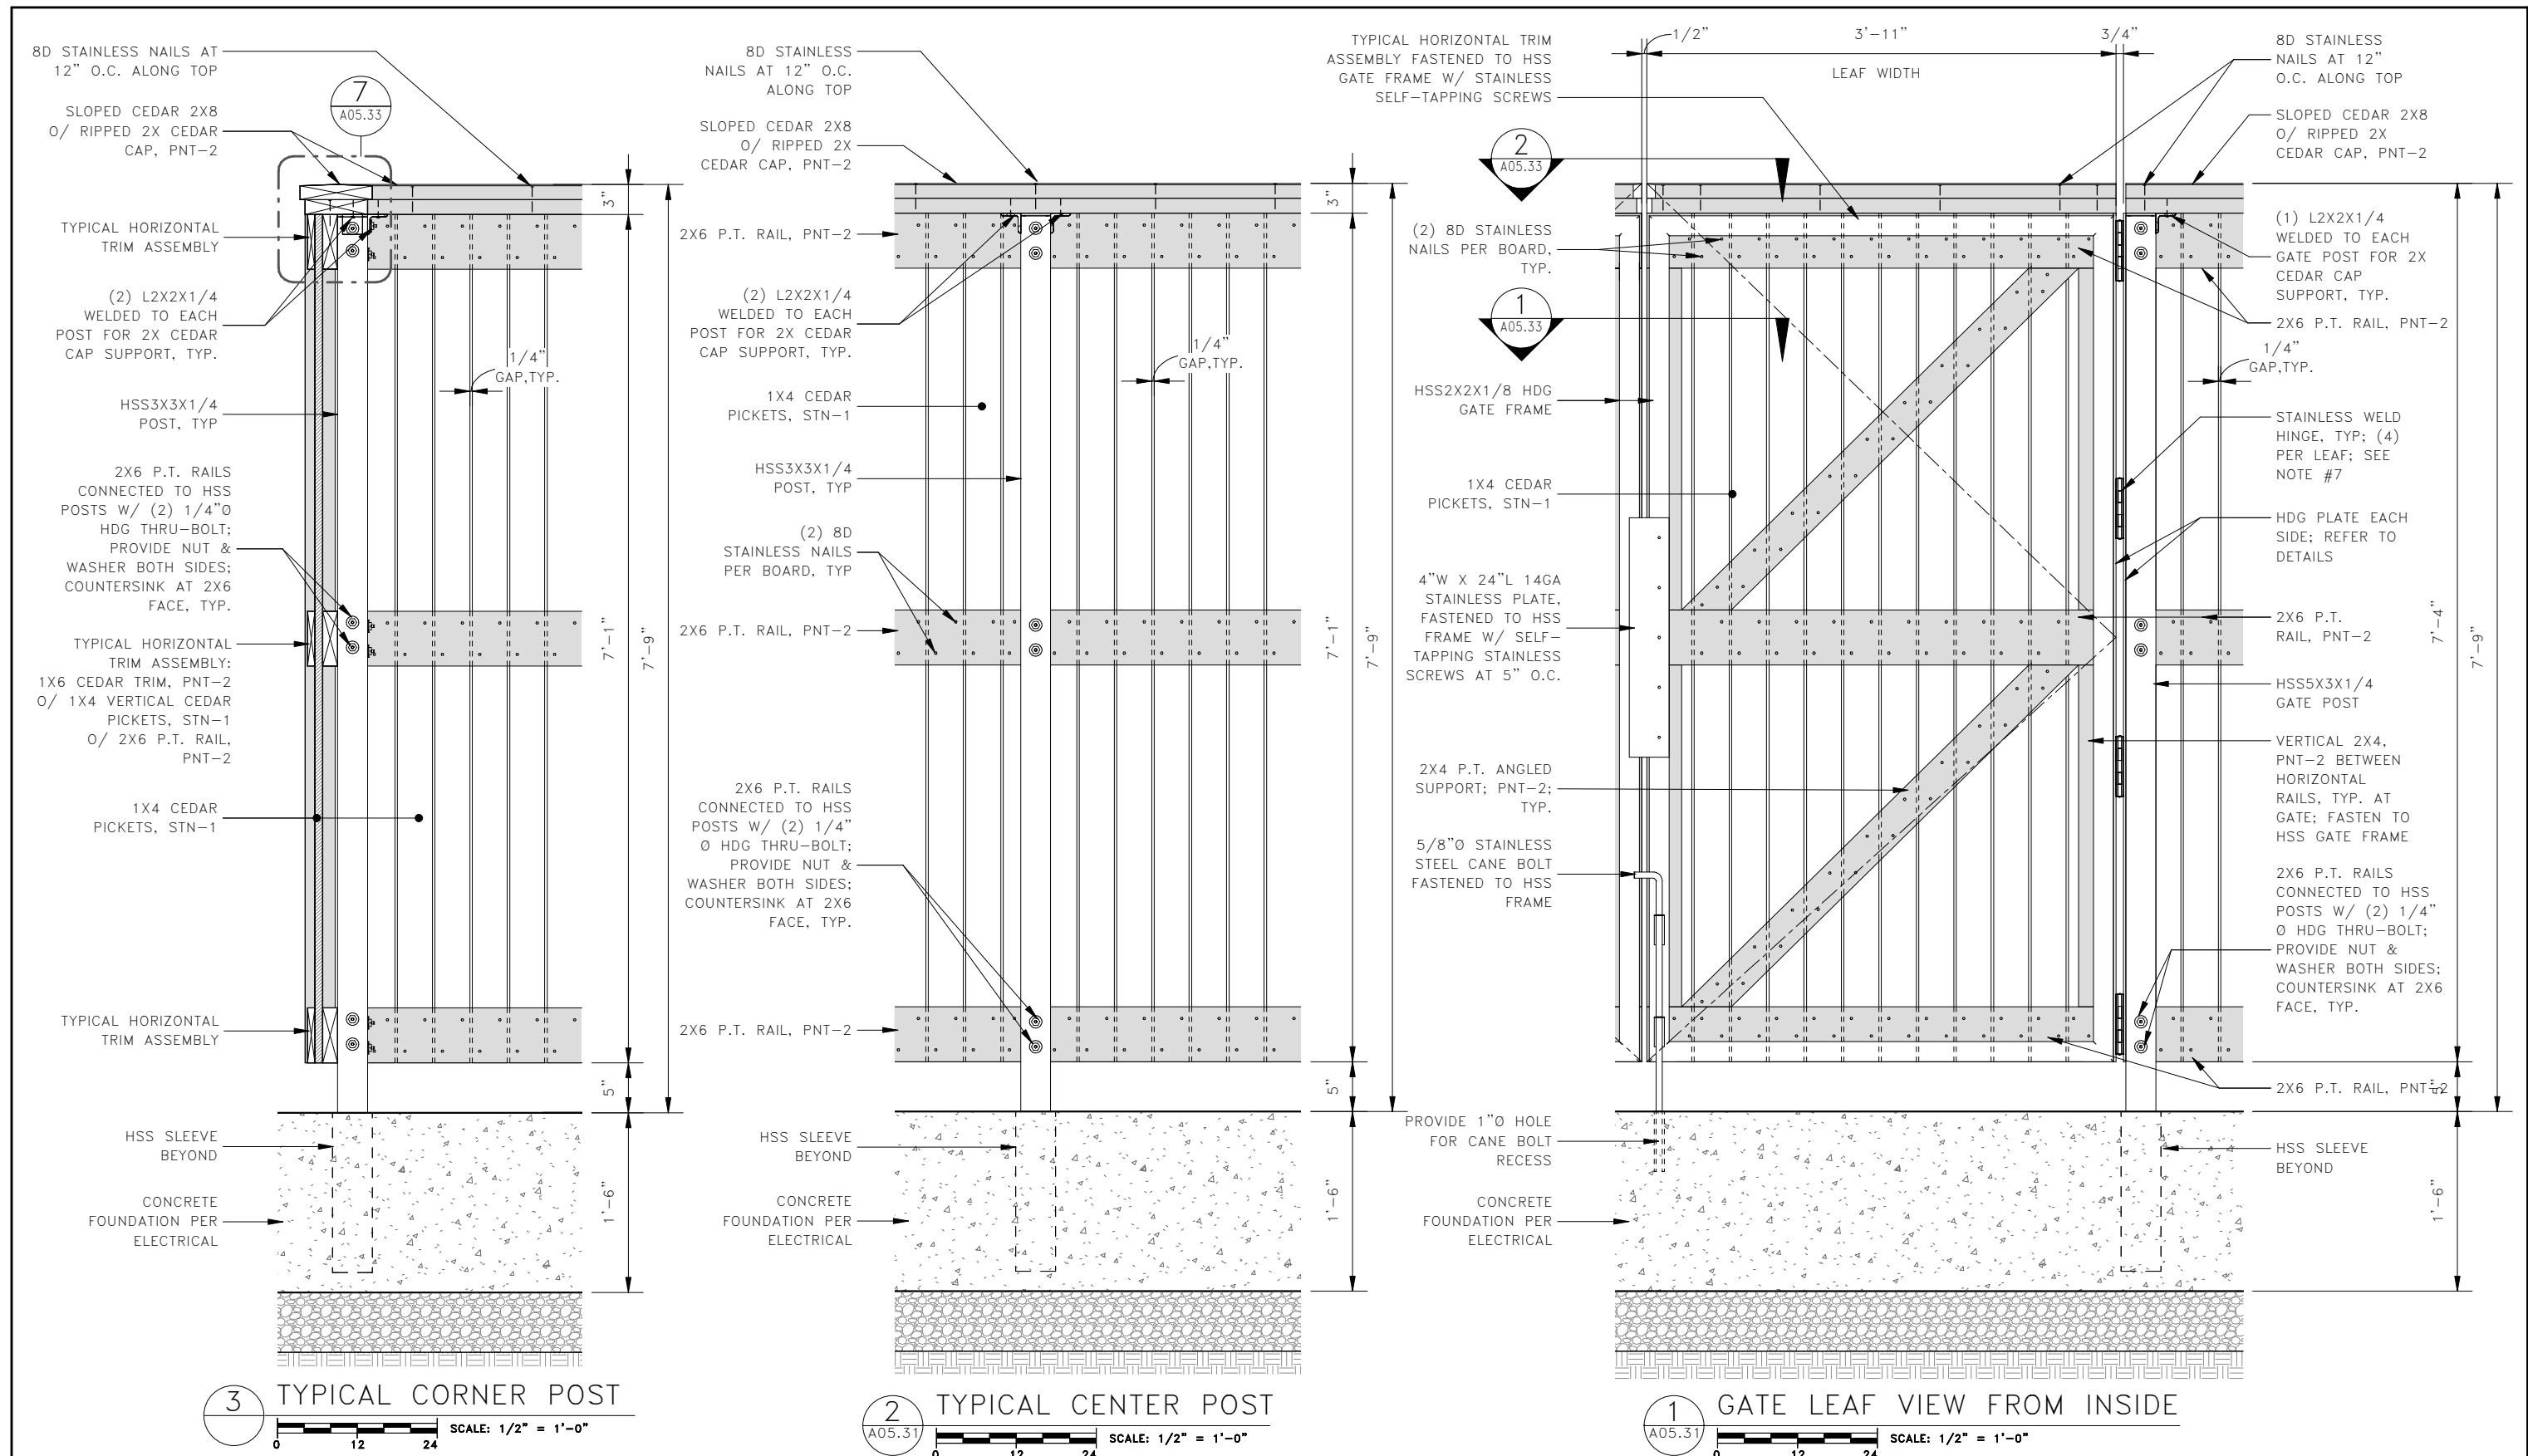 8D STAINLESS NAILS AT
12" O.C. ALONG TOP
7
A05.33
SLOPED CEDAR 2X8
O/ RIPPED 2X CEDAR
CAP, PNT-2
TYPICAL HORIZONTAL
TRIM ASSEMBLY
(2) L2X2X1/4
WELDED TO EACH
POST FOR 2X CEDAR
CAP SUPPORT, TYP.
1/4"
GAP,TYP.
HSS3X3X1/4
POST, TYP
2X6 P.T. RAILS
CONNECTED TO HSS
POSTS W/ (2) 1/4"Ø
HDG THRU-BOLT;
PROVIDE NUT &
WASHER BOTH SIDES;
COUNTERSINK AT 2X6
FACE, TYP.
TYPICAL HORIZONTAL
TRIM ASSEMBLY:
1X6 CEDAR TRIM, PNT-2
O/ 1X4 VERTICAL CEDAR
PICKETS, STN-1
O/ 2X6 P.T. RAIL,
PNT-2
1X4 CEDAR
PICKETS, STN-1
TYPICAL HORIZONTAL
TRIM ASSEMBLY
HSS SLEEVE
BEYOND
CONCRETE
FOUNDATION PER
ELECTRICAL
3"
7'-1"
7'-9"
5"
1'-6"
3
TYPICAL CORNER POST
SCALE: 1/2" = 1'-0"
0 12 24
8D STAINLESS
NAILS AT 12" O.C.
ALONG TOP
SLOPED CEDAR 2X8
O/ RIPPED 2X
CEDAR CAP, PNT-2
2X6 P.T. RAIL, PNT-2
(2) L2X2X1/4
WELDED TO EACH
POST FOR 2X CEDAR
CAP SUPPORT, TYP.
1/4"
GAP,TYP.
1X4 CEDAR
PICKETS, STN-1
HSS3X3X1/4
POST, TYP
(2) 8D
STAINLESS NAILS
PER BOARD, TYP
2X6 P.T. RAIL, PNT-2
2X6 P.T. RAILS
CONNECTED TO HSS
POSTS W/ (2) 1/4"
Ø HDG THRU-BOLT;
PROVIDE NUT &
WASHER BOTH SIDES;
COUNTERSINK AT 2X6
FACE, TYP.
2X6 P.T. RAIL, PNT-2
HSS SLEEVE
BEYOND
CONCRETE
FOUNDATION PER
ELECTRICAL
3"
7'-1"
7'-9"
5"
1'-6"
2
A05.31
TYPICAL CENTER POST
SCALE: 1/2" = 1'-0"
0 12 24
TYPICAL HORIZONTAL TRIM
ASSEMBLY FASTENED TO HSS
GATE FRAME W/ STAINLESS
SELF-TAPPING SCREWS
1/2"
3'-11"
LEAF WIDTH
3/4"
2
A05.33
(2) 8D STAINLESS
NAILS PER BOARD,
TYP.
1
A05.33
HSS2X2X1/8 HDG
GATE FRAME
1X4 CEDAR
PICKETS, STN-1
4"W X 24"L 14GA
STAINLESS PLATE,
FASTENED TO HSS
FRAME W/ SELF-
TAPPING STAINLESS
SCREWS AT 5" O.C.
2X4 P.T. ANGLED
SUPPORT; PNT-2;
TYP.
5/8"Ø STAINLESS
STEEL CANE BOLT
FASTENED TO HSS
FRAME
PROVIDE 1"Ø HOLE
FOR CANE BOLT
RECESS
CONCRETE
FOUNDATION PER
ELECTRICAL
8D STAINLESS
NAILS AT 12"
O.C. ALONG TOP
SLOPED CEDAR 2X8
O/ RIPPED 2X
CEDAR CAP, PNT-2
(1) L2X2X1/4
WELDED TO EACH
GATE POST FOR 2X
CEDAR CAP
SUPPORT, TYP.
2X6 P.T. RAIL, PNT-2
1/4"
GAP,TYP.
STAINLESS WELD
HINGE, TYP; (4)
PER LEAF; SEE
NOTE #7
HDG PLATE EACH
SIDE; REFER TO
DETAILS
2X6 P.T.
RAIL, PNT-2
HSS5X3X1/4
GATE POST
VERTICAL 2X4,
PNT-2 BETWEEN
HORIZONTAL
RAILS, TYP. AT
GATE; FASTEN TO
HSS GATE FRAME
2X6 P.T. RAILS
CONNECTED TO HSS
POSTS W/ (2) 1/4"
Ø HDG THRU-BOLT;
PROVIDE NUT &
WASHER BOTH SIDES;
COUNTERSINK AT 2X6
FACE, TYP.
2X6 P.T. RAIL, PNT-2
HSS SLEEVE
BEYOND
7'-4"
7'-9"
5"
1'-6"
1
A05.31
GATE LEAF VIEW FROM INSIDE
SCALE: 1/2" = 1'-0"
0 12 24